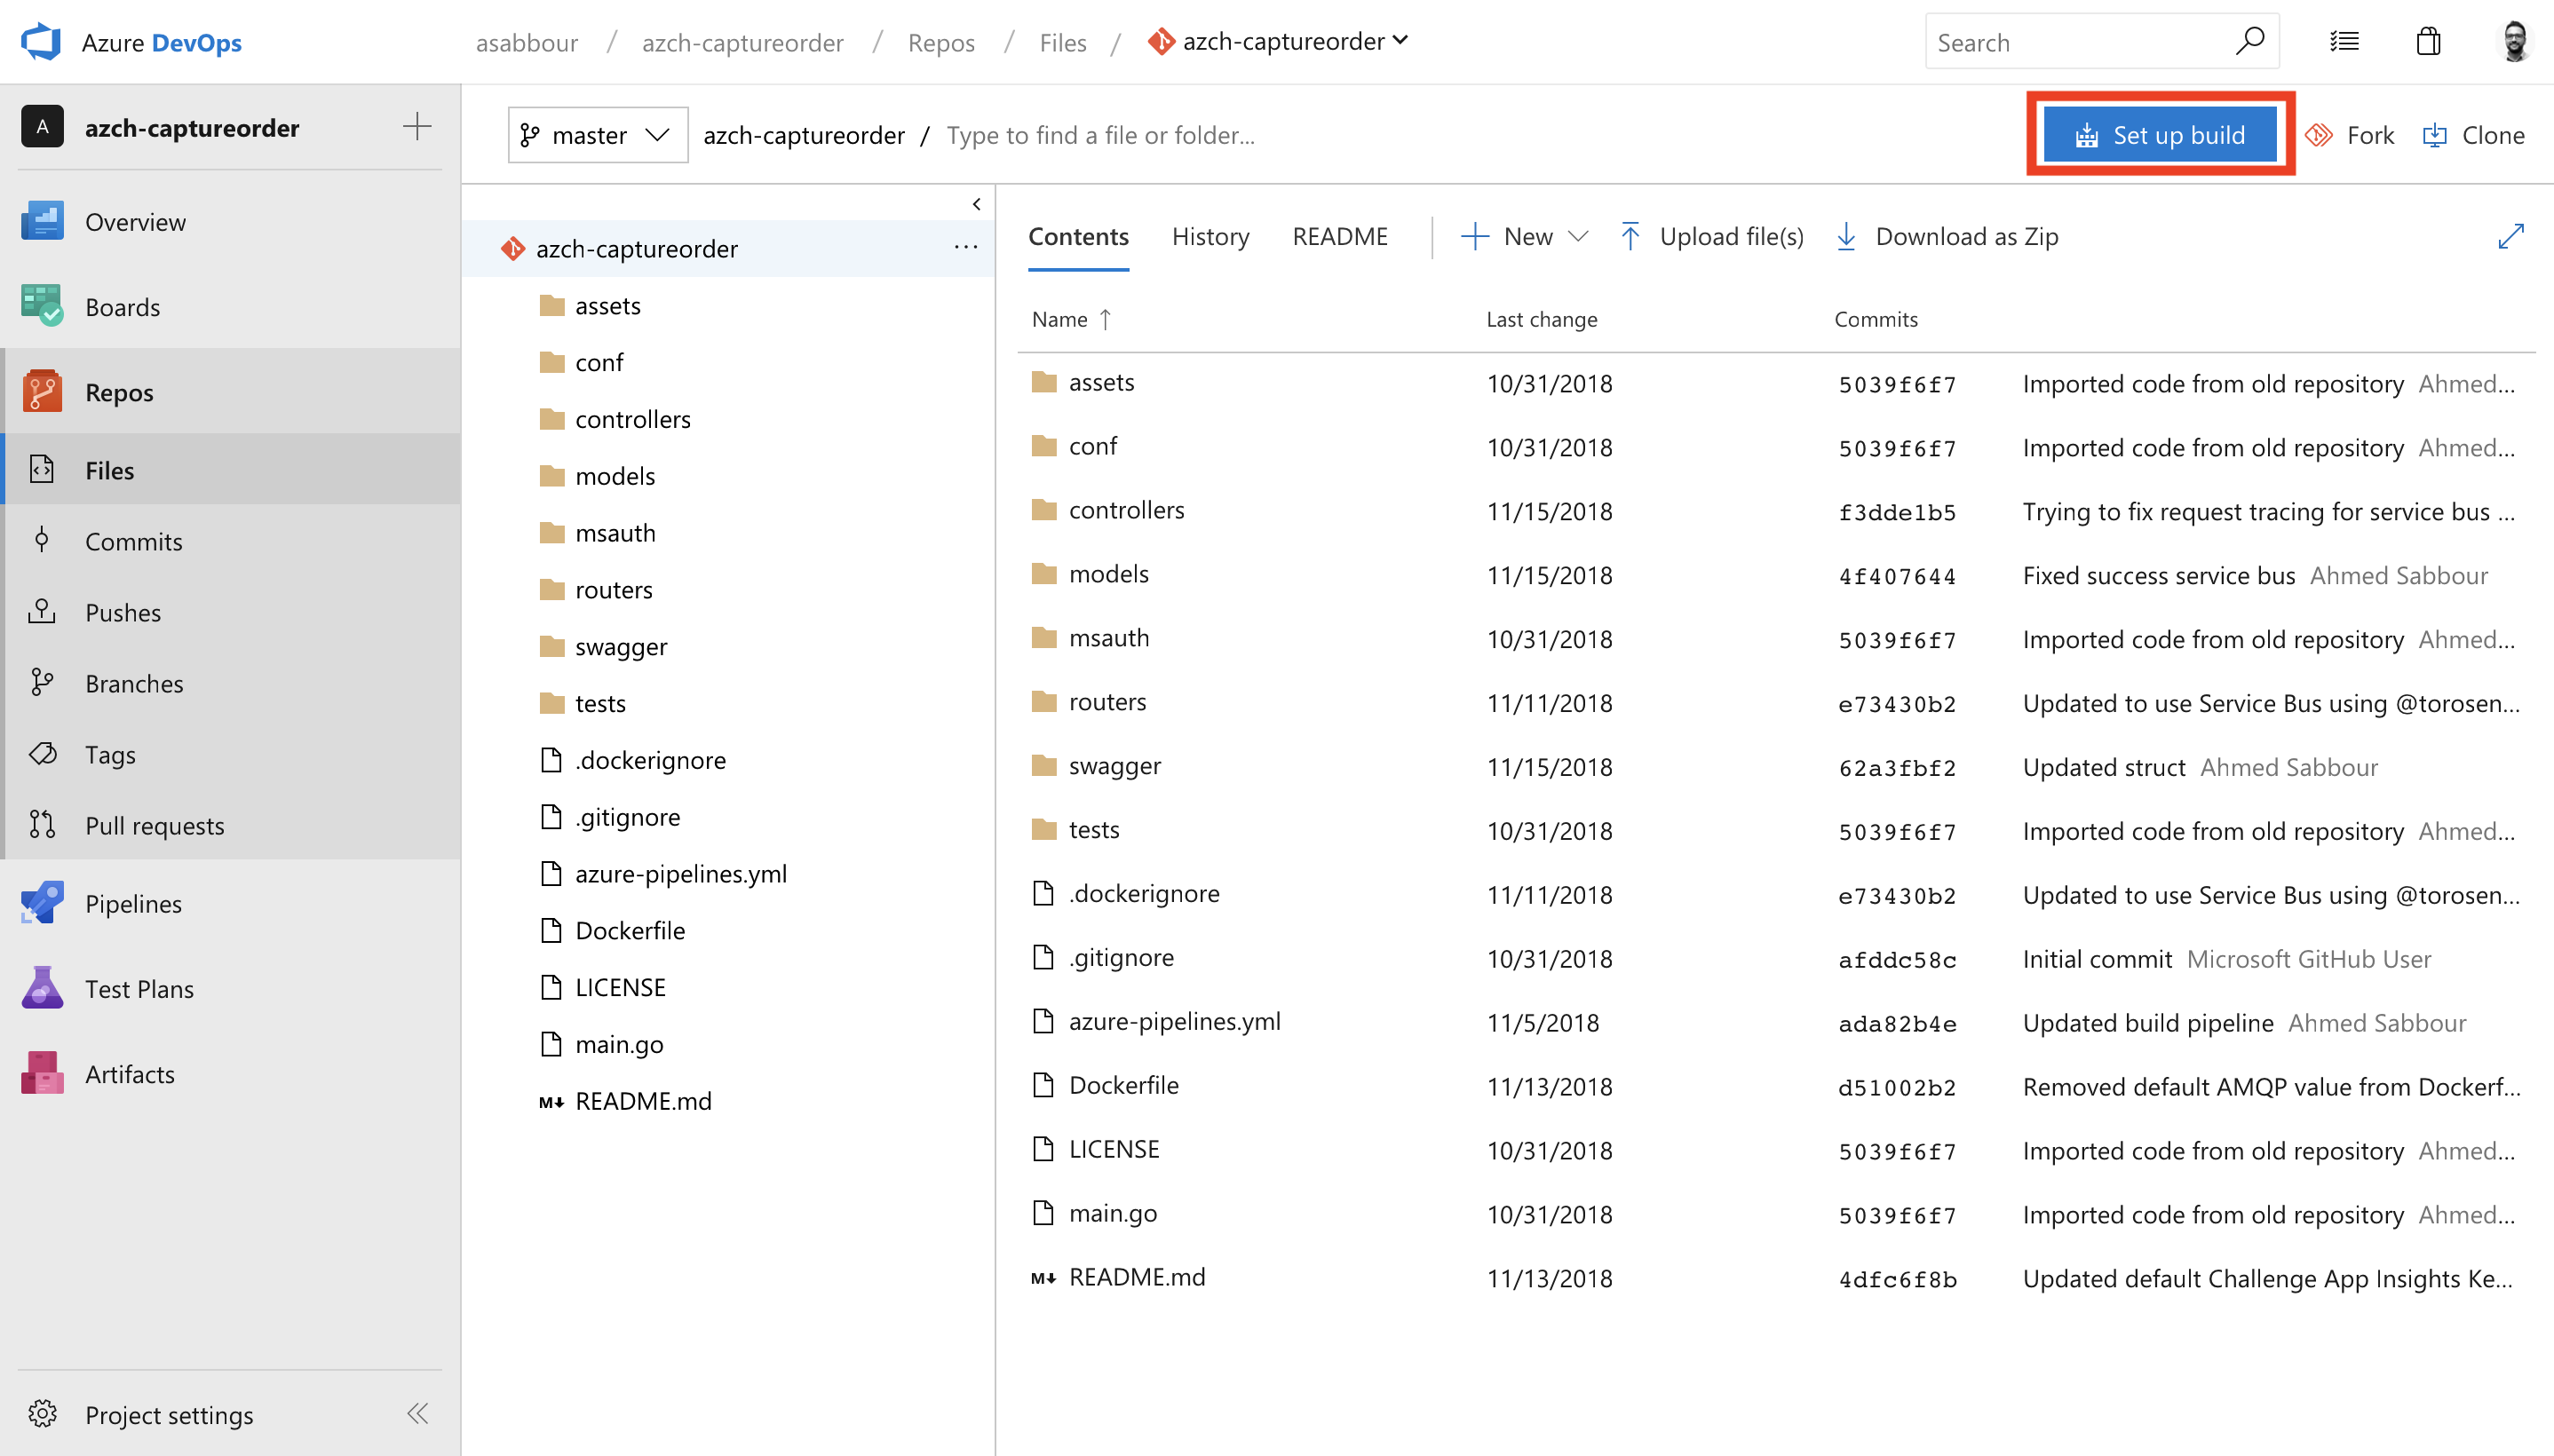 Azure DevOps
asabbour / azch-captureorder / Repos / Files / azch-captureorder
Search
A azch-captureorder
Overview
Boards
Repos
Files
Commits
Pushes
Branches
Tags
Pull requests
Pipelines
Test Plans
Artifacts
Project settings
master azch-captureorder / Type to find a file or folder...
Set up build Fork Clone
azch-captureorder ...
assets
conf
controllers
models
msauth
routers
swagger
tests
.dockerignore
.gitignore
azure-pipelines.yml
Dockerfile
LICENSE
main.go
M↓ README.md
Contents History README New Upload file(s) Download as Zip
Name ↑ Last change Commits
assets 10/31/2018 5039f6f7 Imported code from old repository Ahmed...
conf 10/31/2018 5039f6f7 Imported code from old repository Ahmed...
controllers 11/15/2018 f3dde1b5 Trying to fix request tracing for service bus ...
models 11/15/2018 4f407644 Fixed success service bus Ahmed Sabbour
msauth 10/31/2018 5039f6f7 Imported code from old repository Ahmed...
routers 11/11/2018 e73430b2 Updated to use Service Bus using @torosen...
swagger 11/15/2018 62a3fbf2 Updated struct Ahmed Sabbour
tests 10/31/2018 5039f6f7 Imported code from old repository Ahmed...
.dockerignore 11/11/2018 e73430b2 Updated to use Service Bus using @torosen...
.gitignore 10/31/2018 afddc58c Initial commit Microsoft GitHub User
azure-pipelines.yml 11/5/2018 ada82b4e Updated build pipeline Ahmed Sabbour
Dockerfile 11/13/2018 d51002b2 Removed default AMQP value from Dockerf...
LICENSE 10/31/2018 5039f6f7 Imported code from old repository Ahmed...
main.go 10/31/2018 5039f6f7 Imported code from old repository Ahmed...
M↓ README.md 11/13/2018 4dfc6f8b Updated default Challenge App Insights Ke...